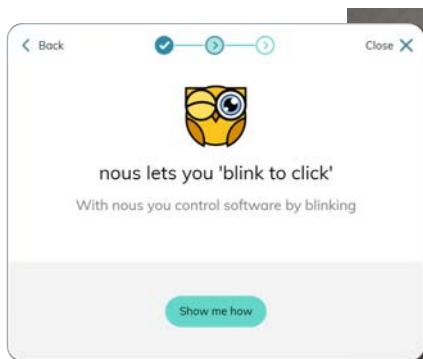 Back
Close
nous lets you 'blink to click'
With nous you control software by blinking
Show me how